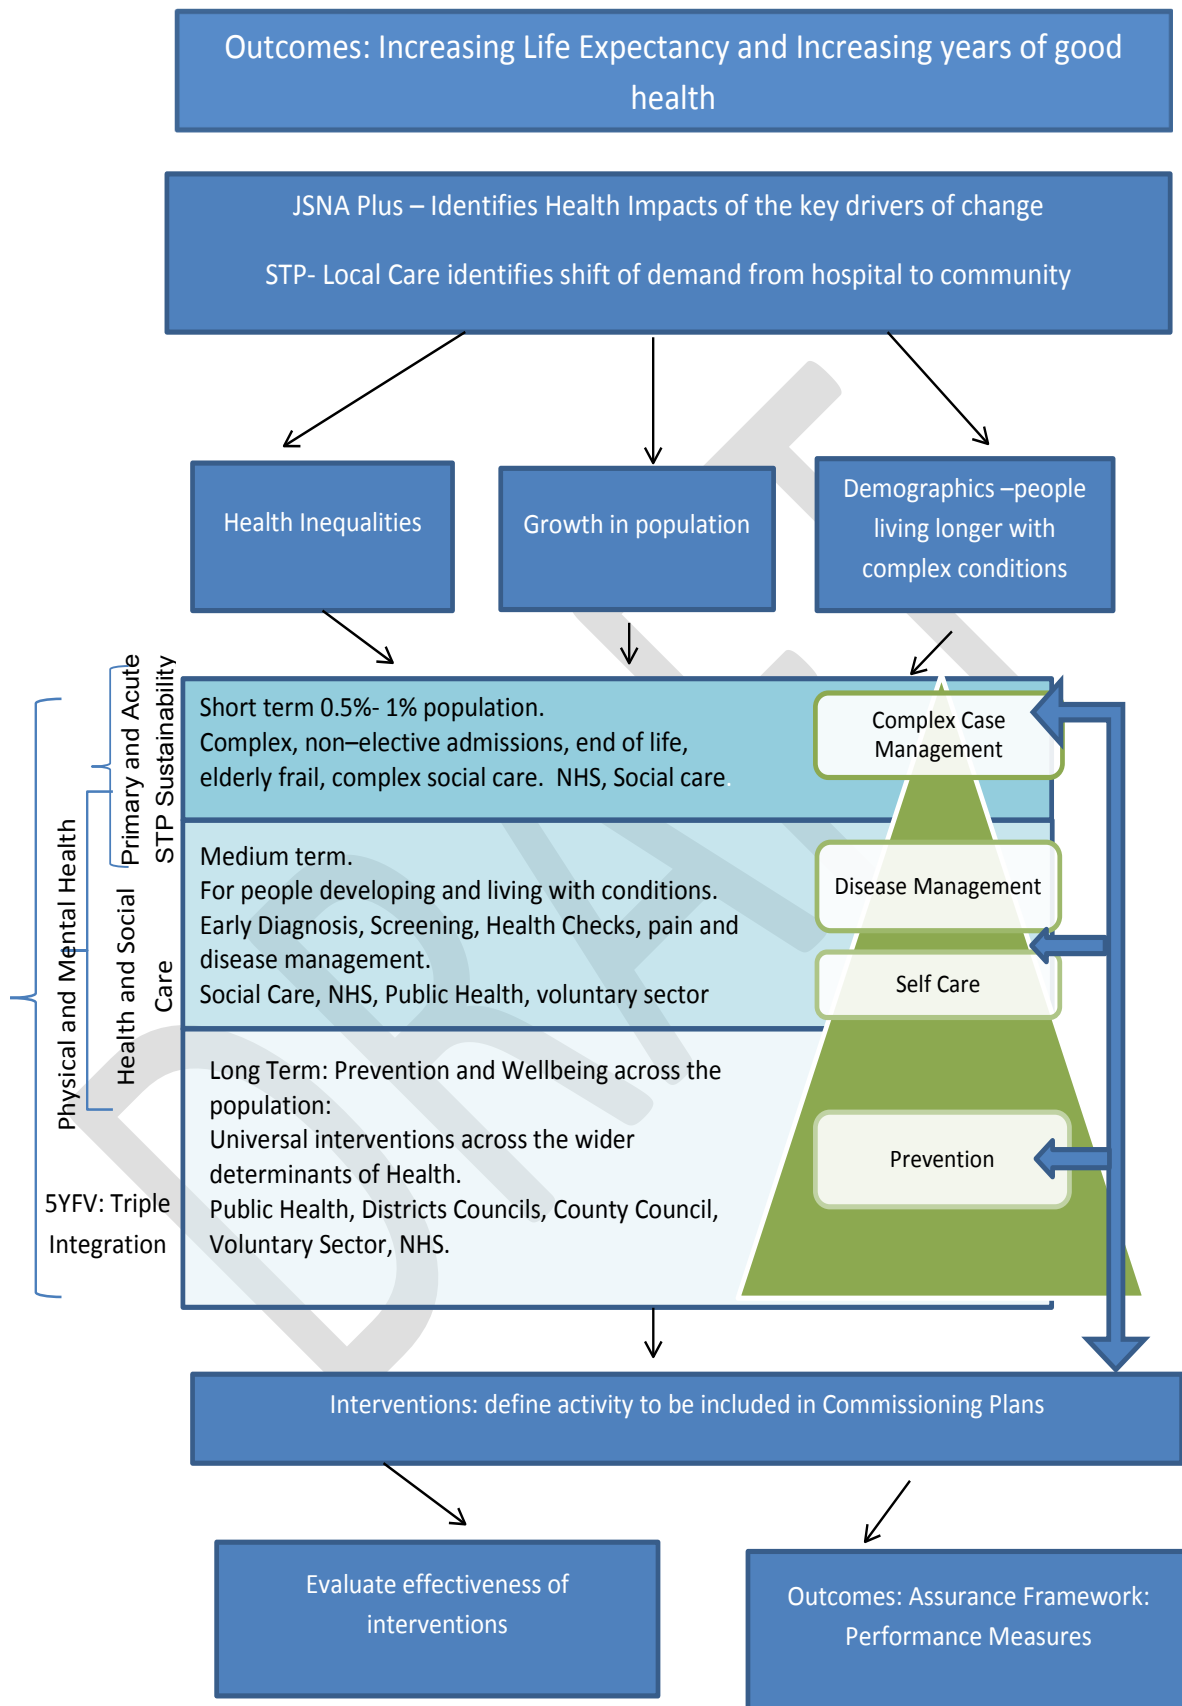 Outcomes: Increasing Life Expectancy and Increasing years of good
health
JSNA Plus – Identifies Health Impacts of the key drivers of change
STP- Local Care identifies shift of demand from hospital to community
Health Inequalities
Growth in population
Demographics –people
living longer with
complex conditions
Primary and Acute
STP Sustainability
Physical and Mental Health
Health and Social
Care
5YFV: Triple
Integration
Short term 0.5%- 1% population.
Complex, non–elective admissions, end of life,
elderly frail, complex social care.  NHS, Social care.
Complex Case
Management
Medium term.
For people developing and living with conditions.
Early Diagnosis, Screening, Health Checks, pain and
disease management.
Social Care, NHS, Public Health, voluntary sector
Disease Management
Self Care
Long Term: Prevention and Wellbeing across the
population:
Universal interventions across the wider
determinants of Health.
Public Health, Districts Councils, County Council,
Voluntary Sector, NHS.
Prevention
Interventions: define activity to be included in Commissioning Plans
Evaluate effectiveness of
interventions
Outcomes: Assurance Framework:
Performance Measures
DRAFT